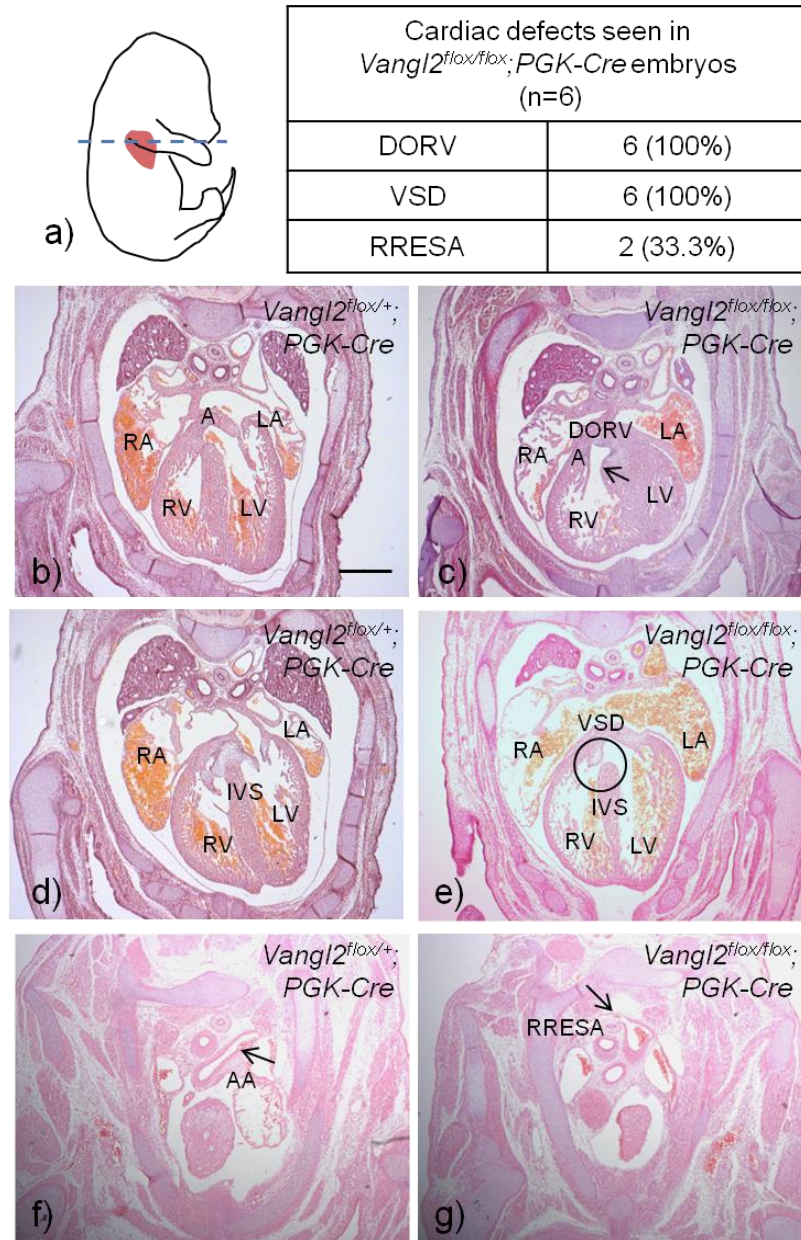 Cardiac defects seen in
Vangl2flox/flox;PGK-Cre embryos
(n=6)
DORV 6 (100%)
VSD 6 (100%)
RRESA 2 (33.3%)
a)
Vangl2flox/+;
PGK-Cre
A
LA
RA
RV LV
b)
Vangl2flox/flox;
PGK-Cre
DORV LA
RA A
LV
RV
c)
Vangl2flox/+;
PGK-Cre
LA
RA
IVS
LV
RV
d)
Vangl2flox/flox;
PGK-Cre
VSD
RA LA
IVS
RV LV
e)
Vangl2flox/+;
PGK-Cre
AA
f)
Vangl2flox/flox;
PGK-Cre
RRESA
g)